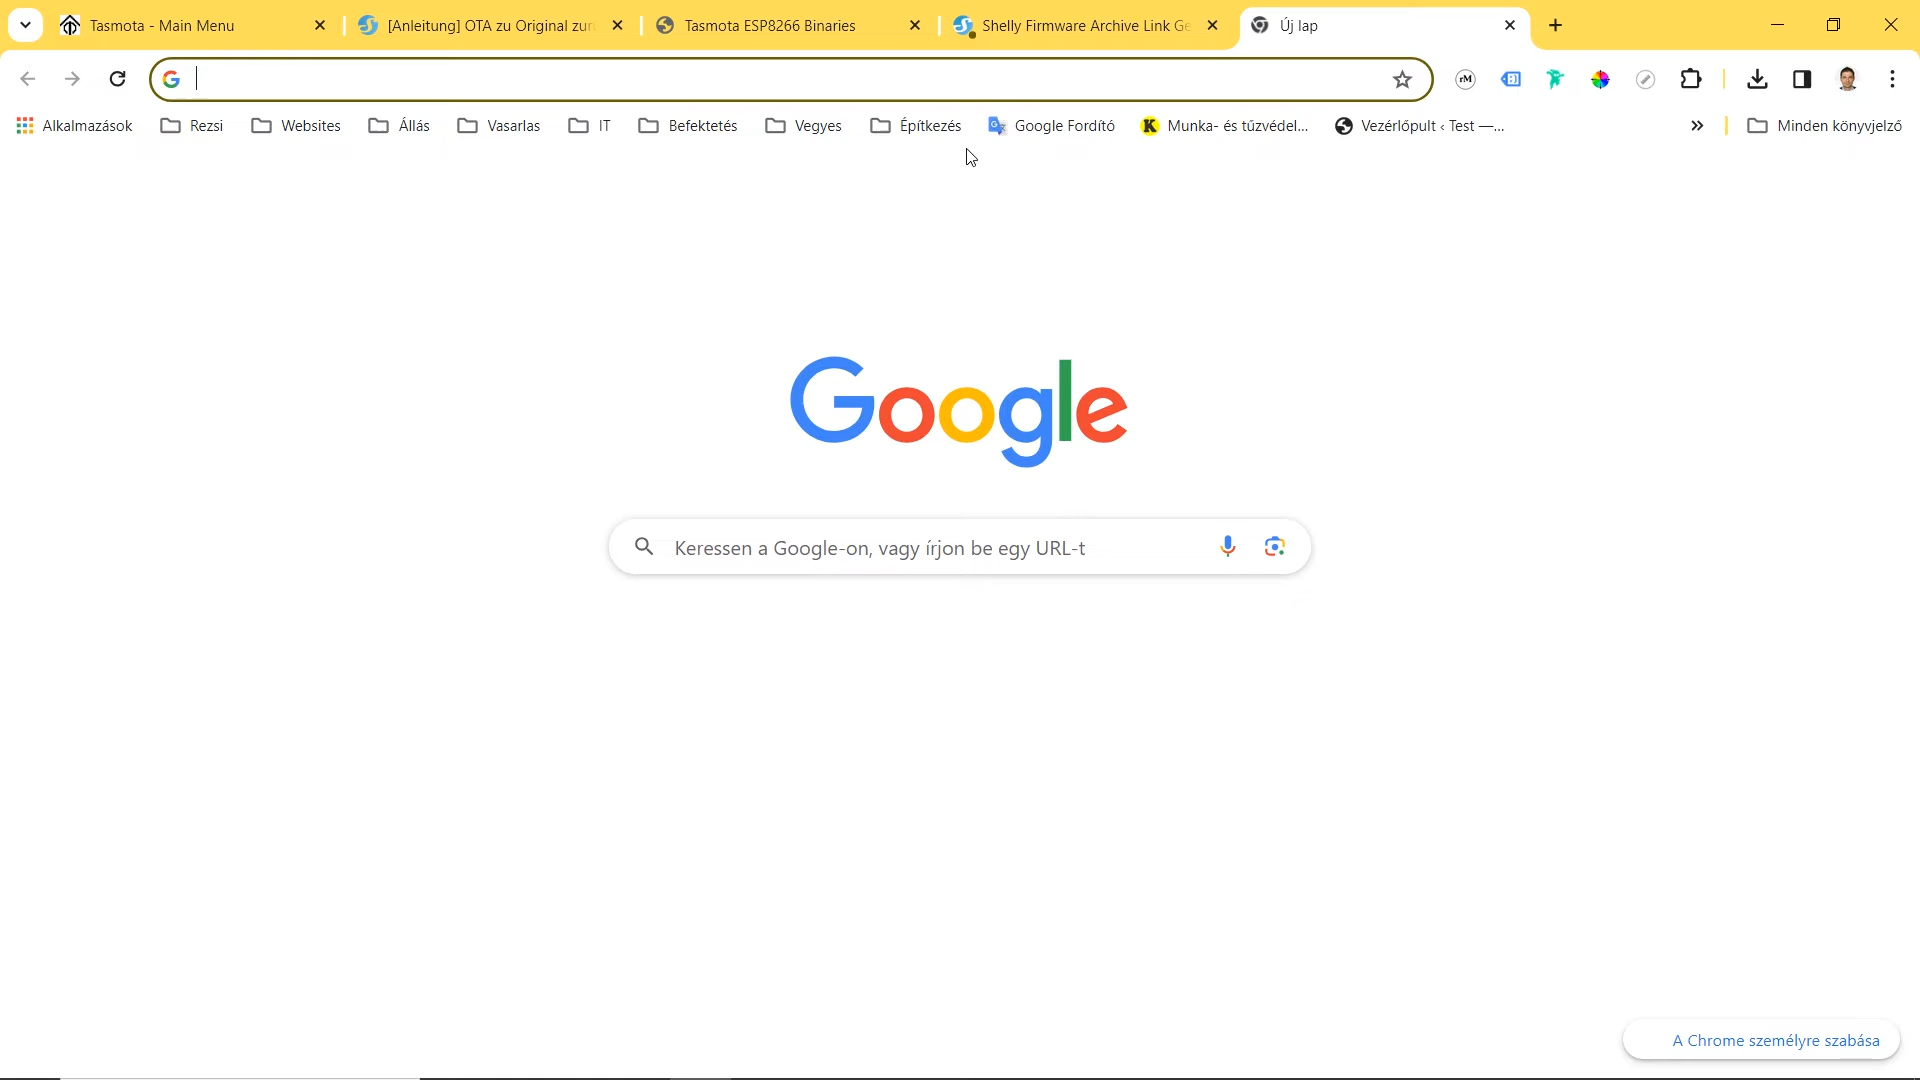 Tasmota - Main Menu
[Anleitung] OTA zu Original zur
Tasmota ESP8266 Binaries
Shelly Firmware Archive Link Ge
Új lap
rM
Alkalmazások
Rezsi
Websites
Állás
Vasarlas
IT
Befektetés
Vegyes
Építkezés
Google Fordító
K
Munka- és tűzvédel...
Vezérlőpult ‹ Test —...
Minden könyvjelző
Google
Keressen a Google-on, vagy írjon be egy URL-t
A Chrome személyre szabása